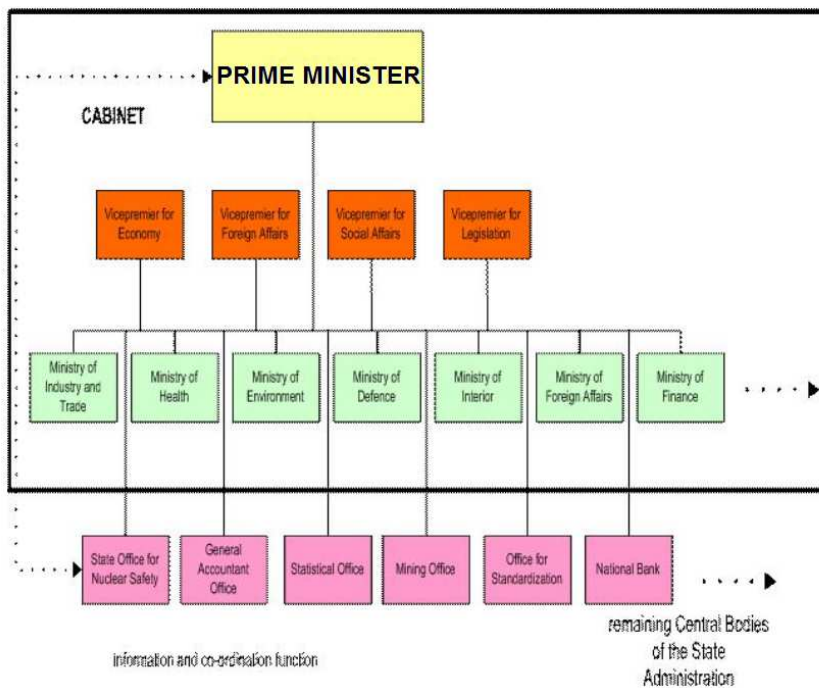 PRIME MINISTER
CABINET
Vicepremier for
Economy
Vicepremier for
Foreign Affairs
Vicepremier for
Social Affairs
Vicepremier for
Legislation
Ministry of
Industry and
Trade
Ministry of
Health
Ministry of
Environment
Ministry of
Defence
Ministry of
Interior
Ministry of
Foreign Affairs
Ministry of
Finance
State Office for
Nuclear Safety
General
Accountant
Office
Statistical Office
Mining Office
Office for
Standardization
National Bank
remaining Central Bodies
of the State
Administration
information and co-ordination function